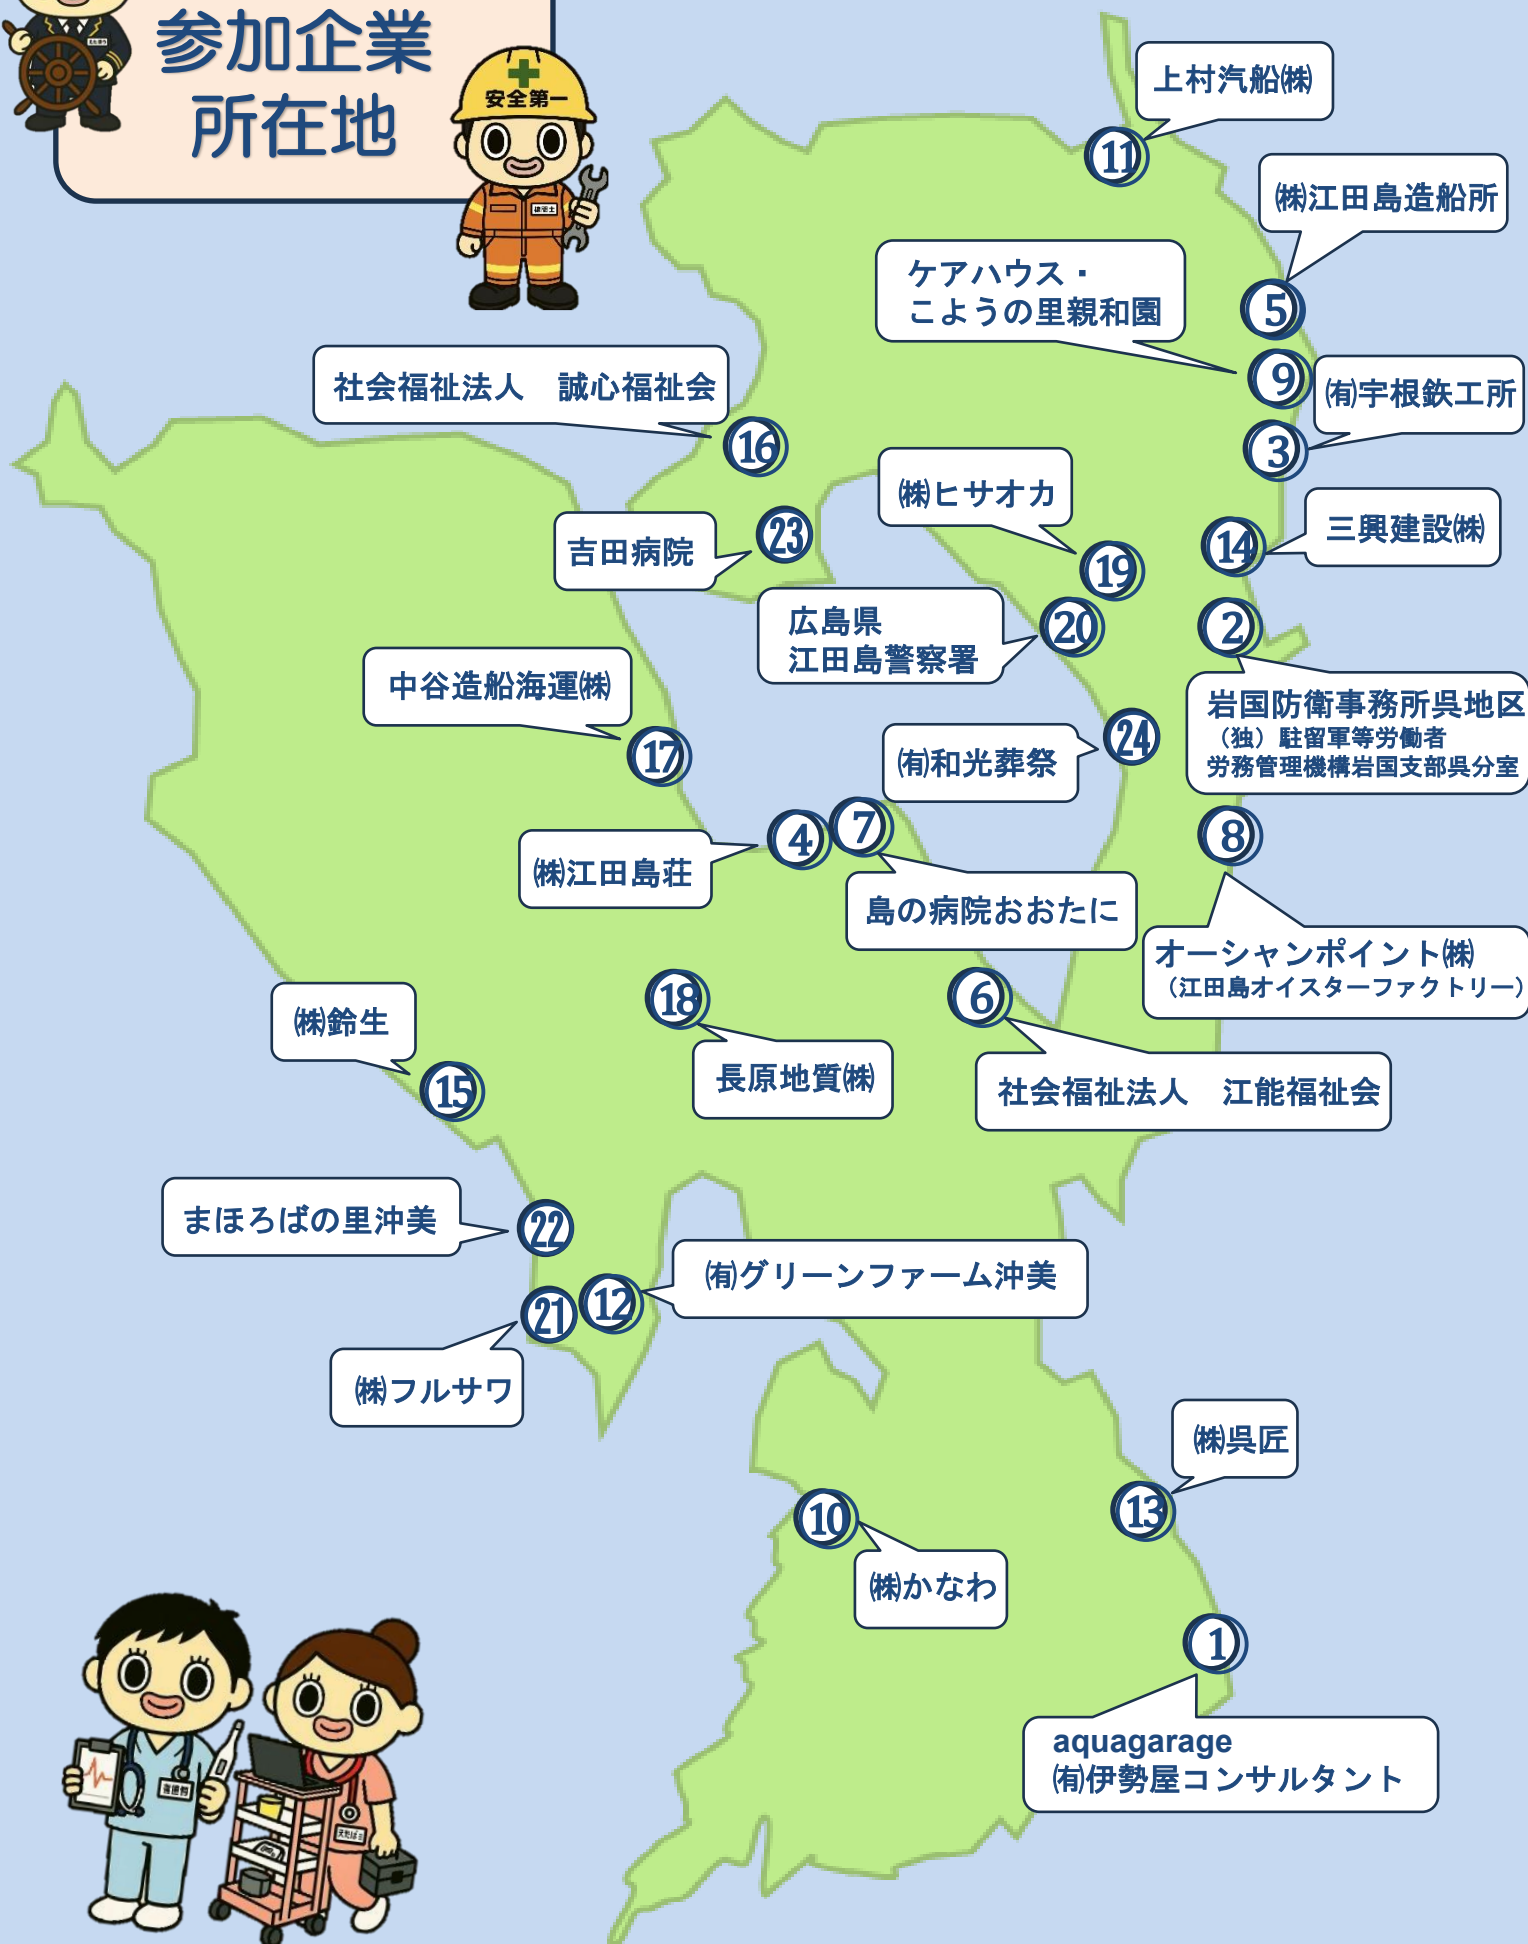 参加企業
所在地
安全第一
上村汽船㈱
11
㈱江田島造船所
5
ケアハウス・
こようの里親和園
9
㈲宇根鉄工所
3
社会福祉法人　誠心福祉会
16
㈱ヒサオカ
19
吉田病院
23
三興建設㈱
14
広島県
江田島警察署
20
2
岩国防衛事務所呉地区
（独）駐留軍等労働者
労務管理機構岩国支部呉分室
中谷造船海運㈱
17
㈲和光葬祭
24
㈱江田島荘
4
7
島の病院おおたに
8
オーシャンポイント㈱
（江田島オイスターファクトリー）
㈱鈴生
15
18
長原地質㈱
6
社会福祉法人　江能福祉会
まほろばの里沖美
22
㈲グリーンファーム沖美
12
21
㈱フルサワ
㈱呉匠
13
10
㈱かなわ
1
aquagarage
㈲伊勢屋コンサルタント